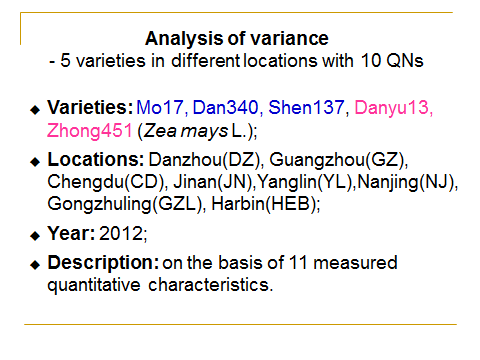 Analysis of variance
- 5 varieties in different locations with 10 QNs
◆ Varieties: Mo17, Dan340, Shen137, Danyu13,
Zhong451 (Zea mays L.);
◆ Locations: Danzhou(DZ), Guangzhou(GZ),
Chengdu(CD), Jinan(JN),Yanglin(YL),Nanjing(NJ),
Gongzhuling(GZL), Harbin(HEB);
◆ Year: 2012;
◆ Description: on the basis of 11 measured
quantitative characteristics.